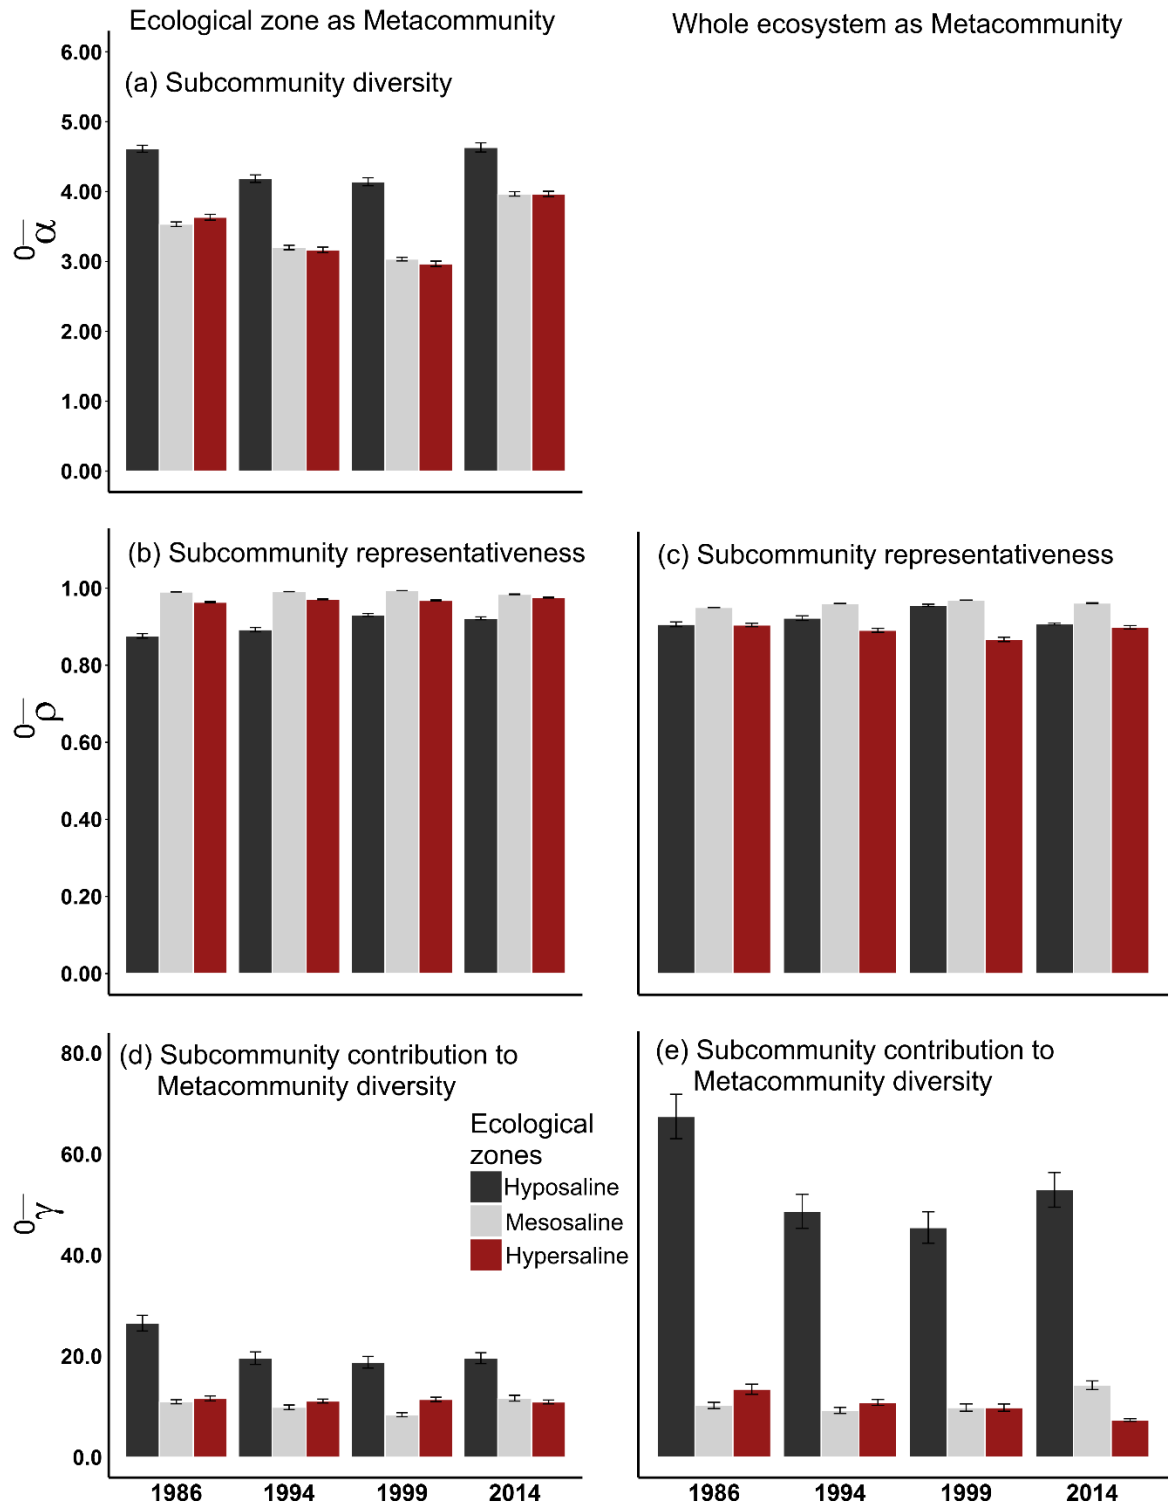 Ecological zone as Metacommunity
Whole ecosystem as Metacommunity
(a) Subcommunity diversity
6.00
5.00
4.00
3.00
2.00
1.00
0.00
0α
(b) Subcommunity representativeness
(c) Subcommunity representativeness
1.00
0.80
0.60
0.40
0.20
0.00
0ρ
(d) Subcommunity contribution to
Metacommunity diversity
(e) Subcommunity contribution to
Metacommunity diversity
80.0
60.0
40.0
20.0
0.0
0γ
Ecological
zones
Hyposaline
Mesosaline
Hypersaline
1986 1994 1999 2014
1986 1994 1999 2014